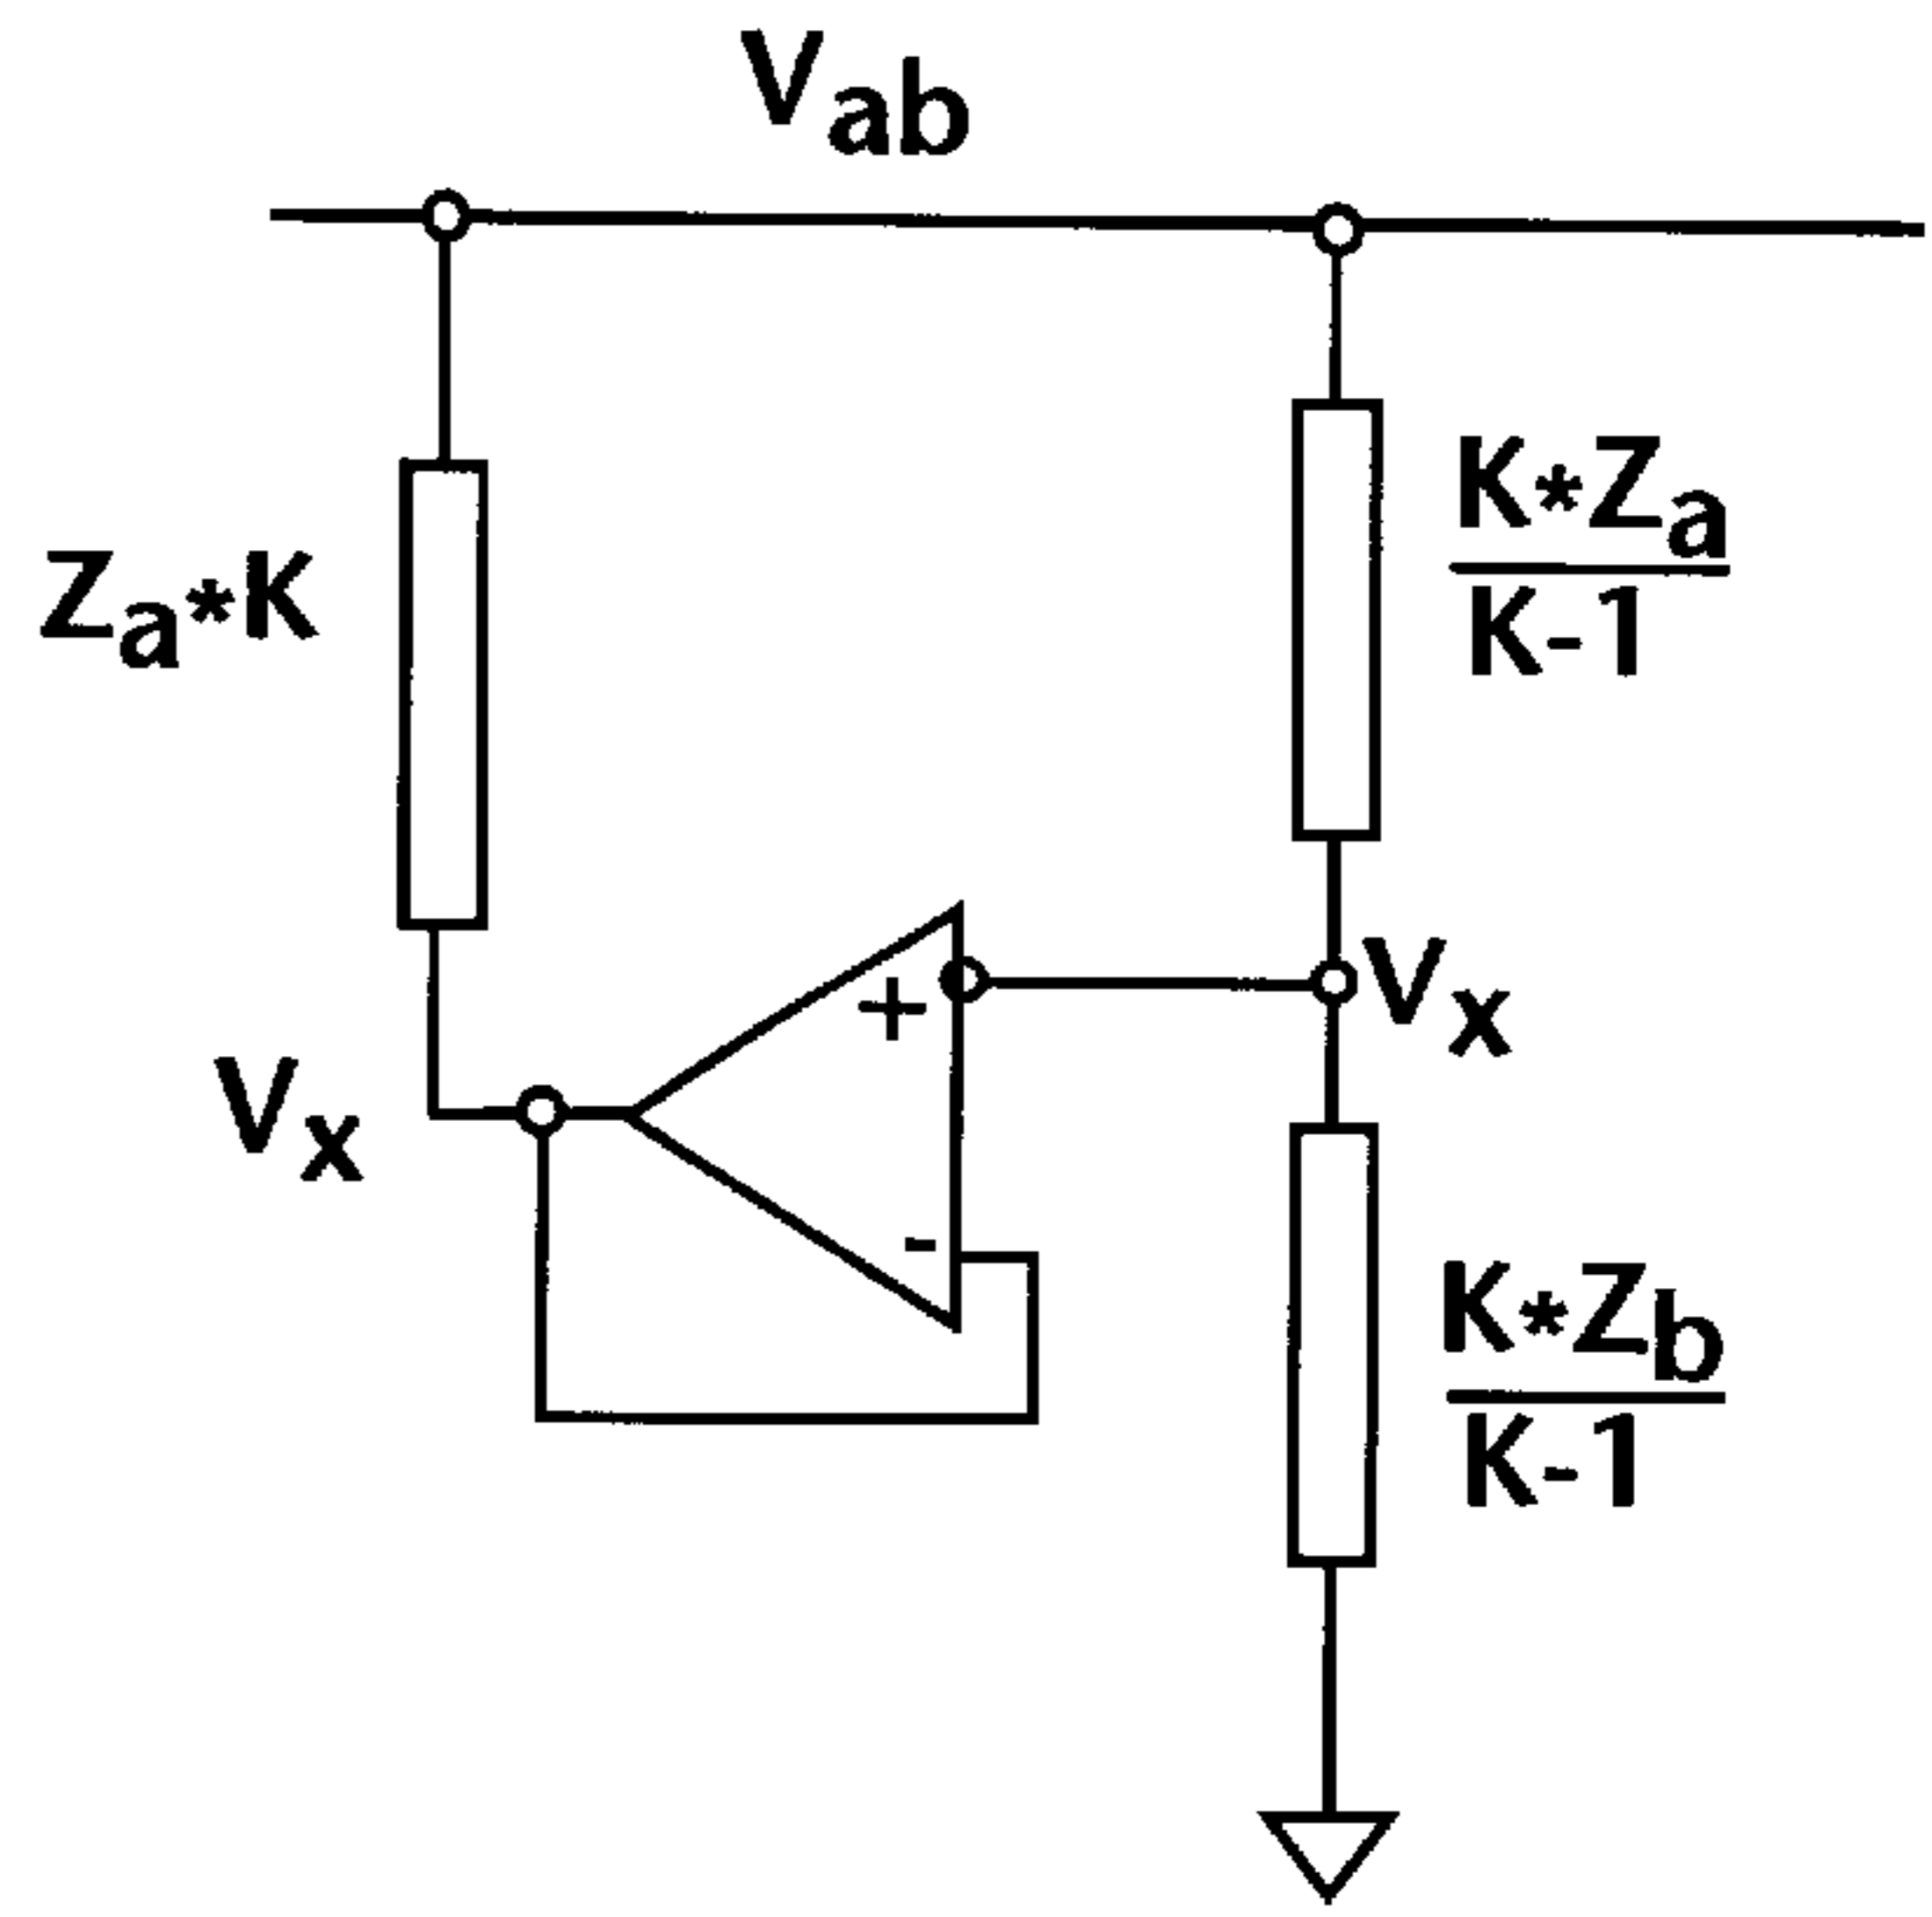 Vab
K*Za
K-1
Za*K
+
Vx
Vx
-
K*Zb
K-1